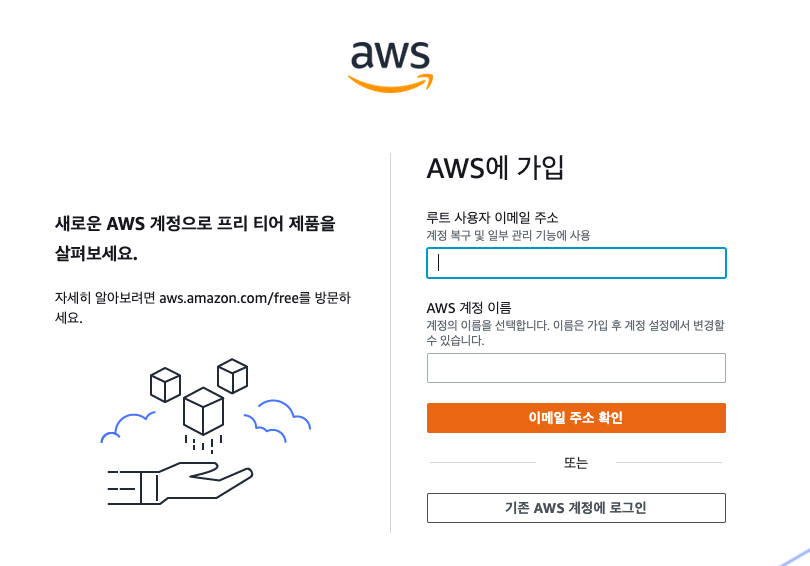 aws
새로운 AWS 계정으로 프리 티어 제품을
살펴보세요.
자세히 알아보려면 aws.amazon.com/free를 방문하
세요.
AWS에 가입
루트 사용자 이메일 주소
계정 복구 및 일부 관리 기능에 사용
AWS 계정 이름
계정의 이름을 선택합니다. 이름은 가입 후 계정 설정에서 변경할
수 있습니다.
이메일 주소 확인
또는
기존 AWS 계정에 로그인